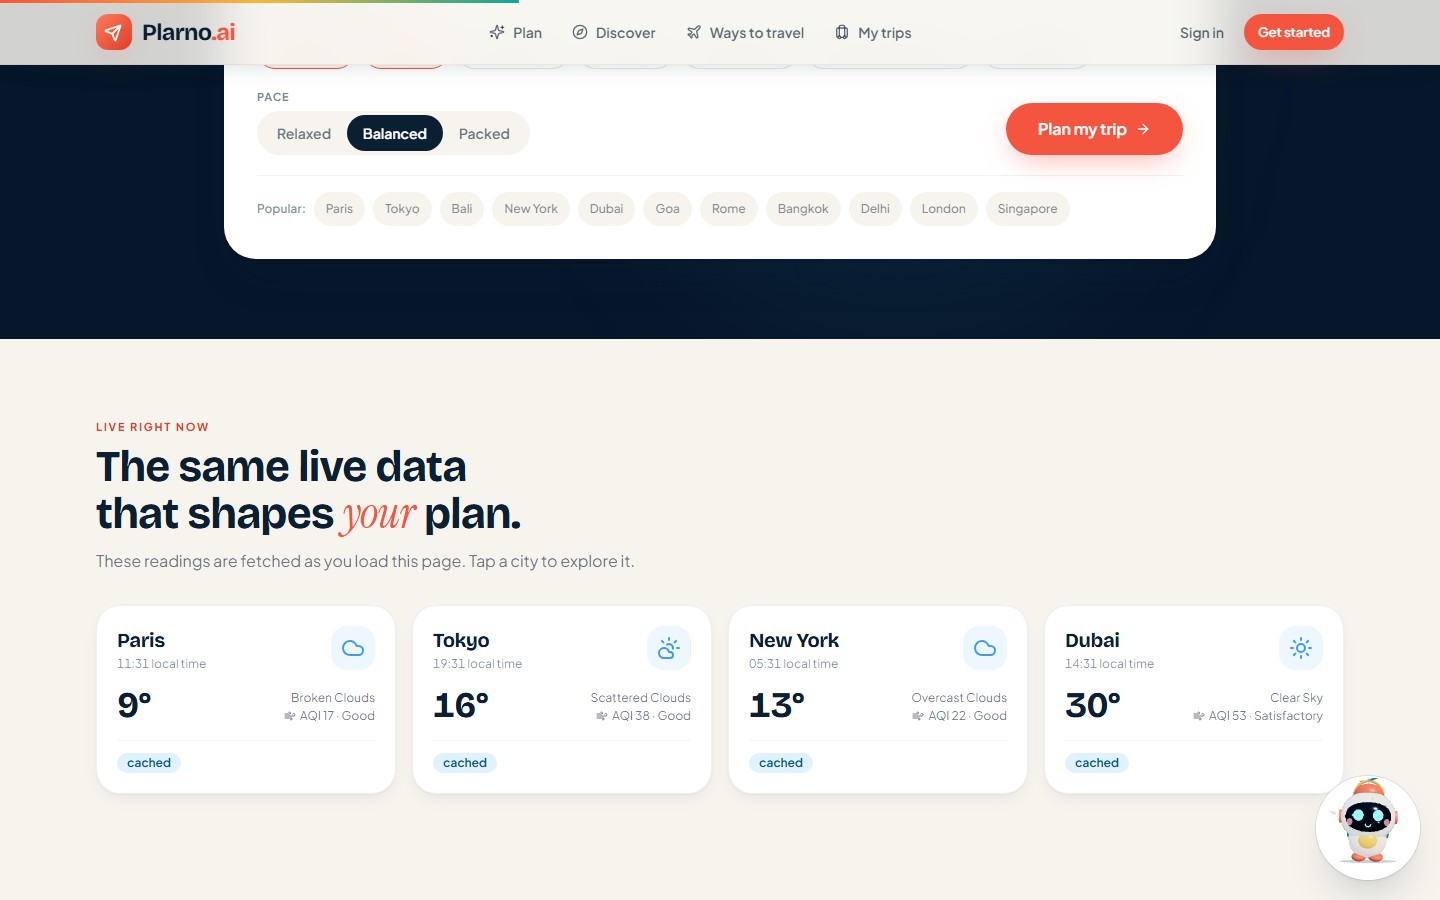 Plarno.ai
Plan
Discover
Ways to travel
My trips
Sign in
Get started
PACE
Relaxed
Balanced
Packed
Plan my trip
Popular:
Paris
Tokyo
Bali
New York
Dubai
Goa
Rome
Bangkok
Delhi
London
Singapore
LIVE RIGHT NOW
The same live data
that shapes your plan.
These readings are fetched as you load this page. Tap a city to explore it.
Paris
11:31 local time
9°
Broken Clouds
AQI 17 · Good
cached
Tokyo
19:31 local time
16°
Scattered Clouds
AQI 38 · Good
cached
New York
05:31 local time
13°
Overcast Clouds
AQI 22 · Good
cached
Dubai
14:31 local time
30°
Clear Sky
AQI 53 · Satisfactory
cached